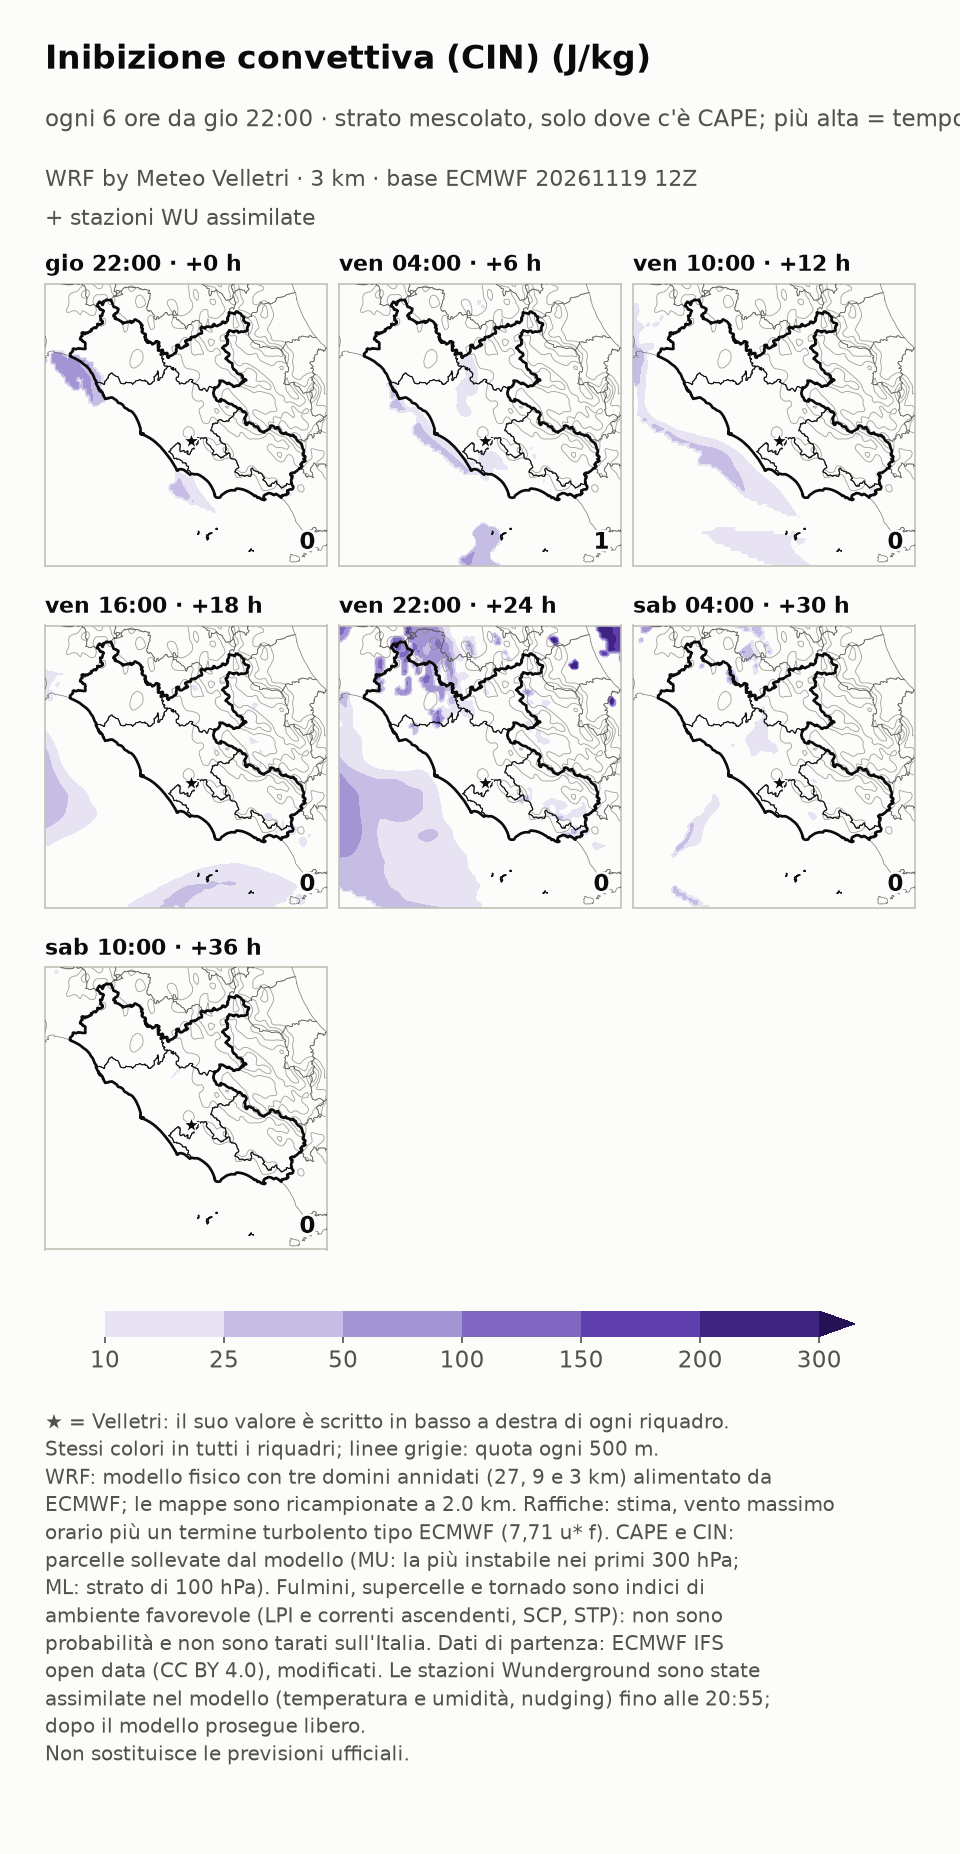 Inibizione convettiva (CIN) (J/kg)
ogni 6 ore da gio 22:00 · strato mescolato, solo dove c'è CAPE; più alta = tempo
WRF by Meteo Velletri · 3 km · base ECMWF 20261119 12Z
+ stazioni WU assimilate
gio 22:00 · +0 h
ven 04:00 · +6 h
ven 10:00 · +12 h
0
1
0
ven 16:00 · +18 h
ven 22:00 · +24 h
sab 04:00 · +30 h
0
0
0
sab 10:00 · +36 h
0
10 25 50 100 150 200 300
★ = Velletri: il suo valore è scritto in basso a destra di ogni riquadro.
Stessi colori in tutti i riquadri; linee grigie: quota ogni 500 m.
WRF: modello fisico con tre domini annidati (27, 9 e 3 km) alimentato da
ECMWF; le mappe sono ricampionate a 2.0 km. Raffiche: stima, vento massimo
orario più un termine turbolento tipo ECMWF (7,71 u* f). CAPE e CIN:
parcelle sollevate dal modello (MU: la più instabile nei primi 300 hPa;
ML: strato di 100 hPa). Fulmini, supercelle e tornado sono indici di
ambiente favorevole (LPI e correnti ascendenti, SCP, STP): non sono
probabilità e non sono tarati sull'Italia. Dati di partenza: ECMWF IFS
open data (CC BY 4.0), modificati. Le stazioni Wunderground sono state
assimilate nel modello (temperatura e umidità, nudging) fino alle 20:55;
dopo il modello prosegue libero.
Non sostituisce le previsioni ufficiali.